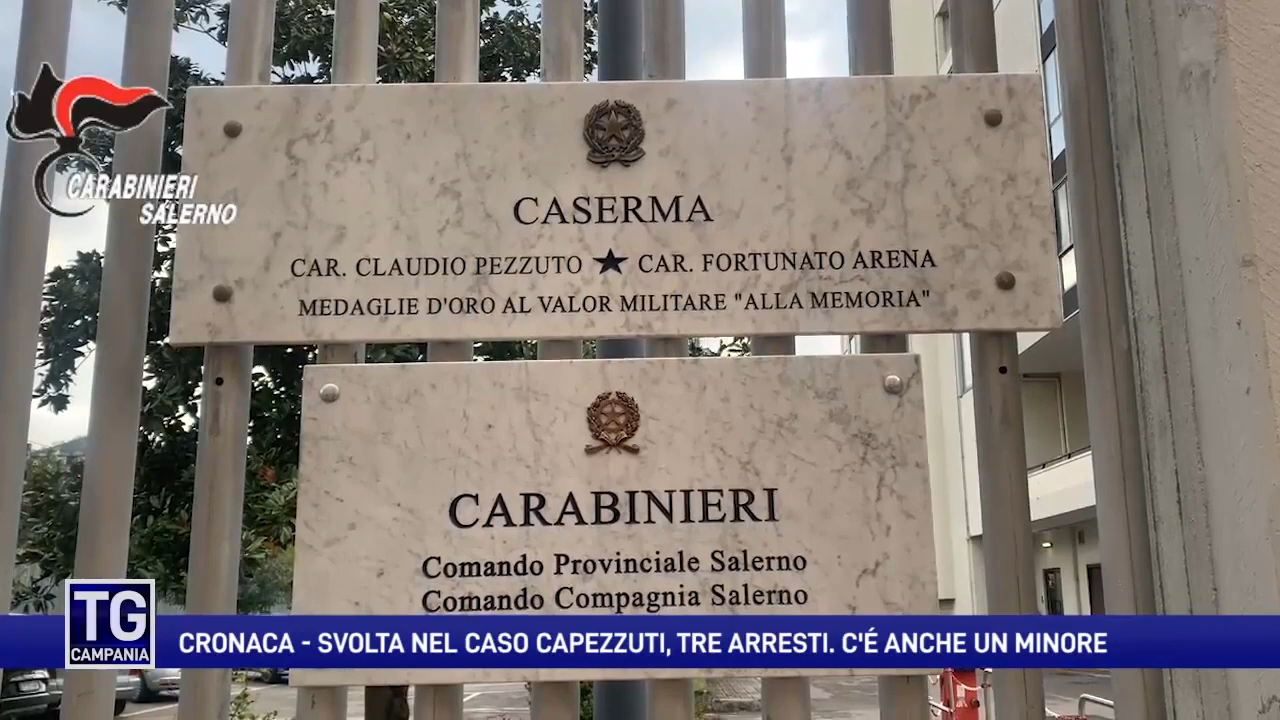 CARABINIERI
SALERNO
CASERMA
CAR. CLAUDIO PEZZUTO ★ CAR. FORTUNATO ARENA
MEDAGLIE D'ORO AL VALOR MILITARE "ALLA MEMORIA"
CARABINIERI
Comando Provinciale Salerno
Comando Compagnia Salerno
TG
CAMPANIA
CRONACA - SVOLTA NEL CASO CAPEZZUTI, TRE ARRESTI. C'É ANCHE UN MINORE